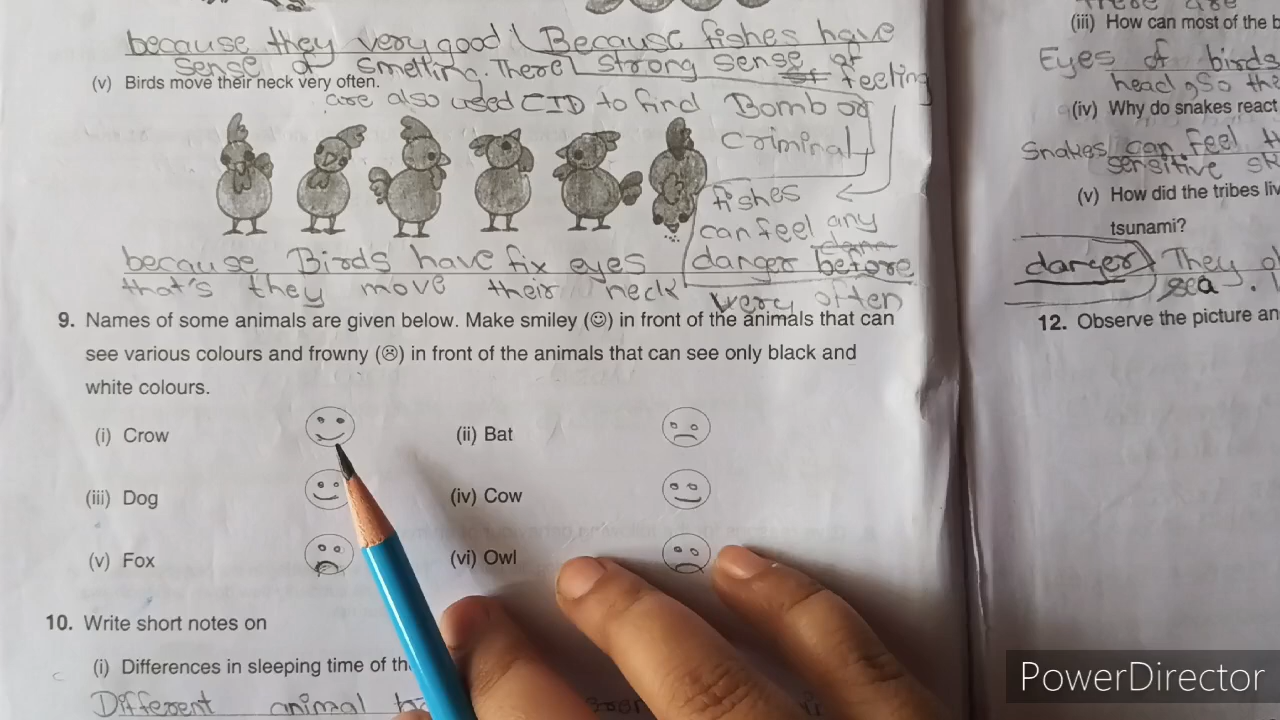 because they very good Because fishes have
sense of smelling. There strong sense of
(v) Birds move their neck very often. feeling
are also used CID to find Bomb or
criminal
fishes
can feel any
danger before
because Birds have fix eyes
that's they move their neck very often
9. Names of some animals are given below. Make smiley (☺) in front of the animals that can
see various colours and frowny (☹) in front of the animals that can see only black and
white colours.
(i) Crow (ii) Bat
(iii) Dog (iv) Cow
(v) Fox (vi) Owl
10. Write short notes on
(i) Differences in sleeping time of
Different animal
(iii) How can most of the
Eyes of birds
head, so
(iv) Why do snakes react
Snakes can feel
sensitive
(v) How did the tribes
tsunami?
danger They
sea.
12. Observe the picture
PowerDirector